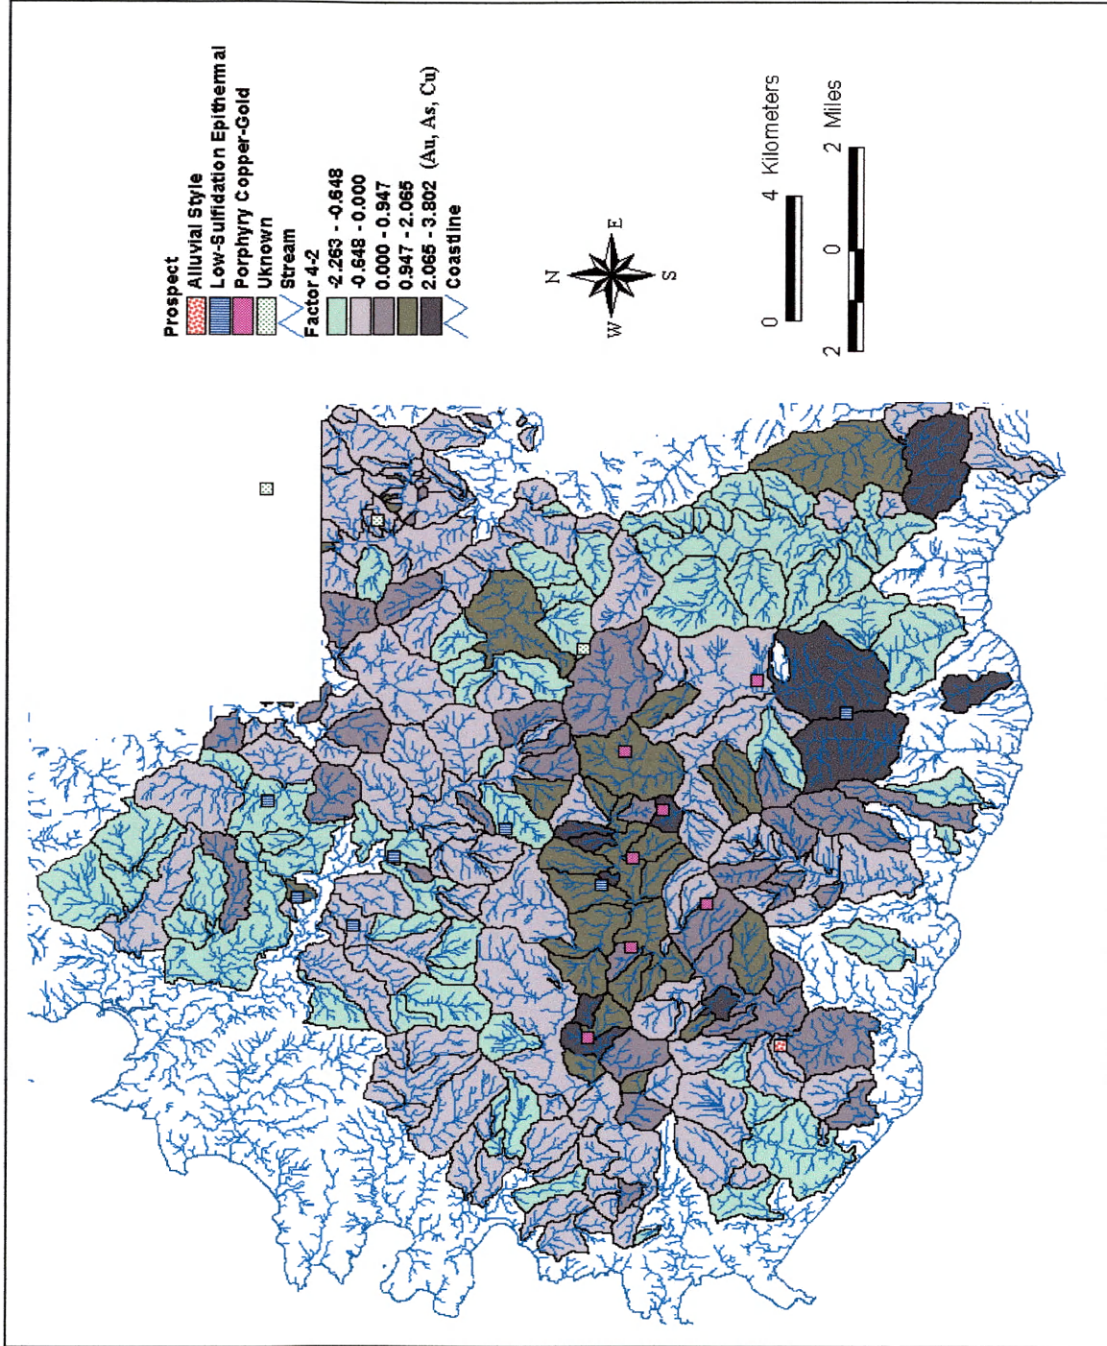 Prospect
Alluvial Style
Low-Sulfidation Epithermal
Porphyry Copper-Gold
Uknown
Stream
Factor 4-2
-2.263 - -0.648
-0.648 - 0.000
0.000 - 0.947
0.947 - 2.065
2.065 - 3.802 (Au, As, Cu)
Coastline
N
W E
S
0 4 Kilometers
2 0 2 Miles